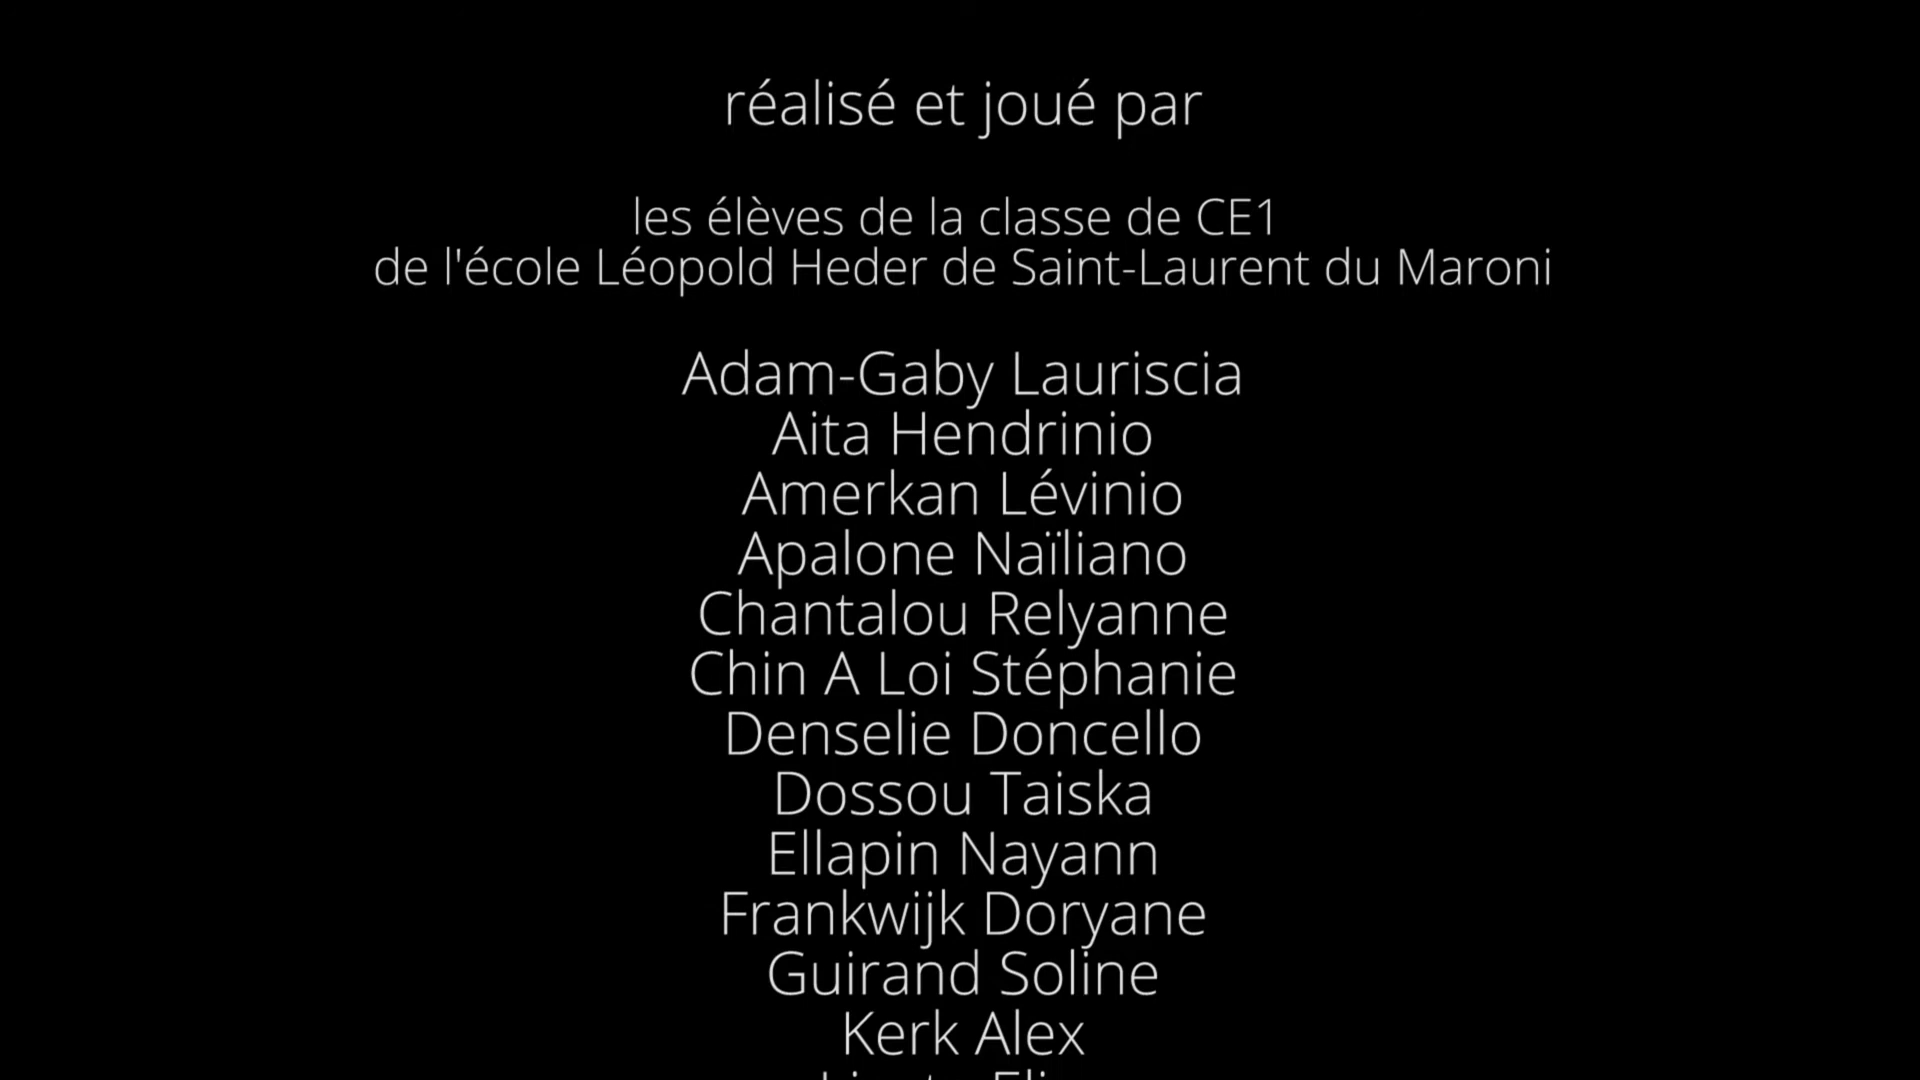 réalisé et joué par
les élèves de la classe de CE1
de l'école Léopold Heder de Saint-Laurent du Maroni
Adam-Gaby Lauriscia
Aita Hendrinio
Amerkan Lévinio
Apalone Naïliano
Chantalou Relyanne
Chin A Loi Stéphanie
Denselie Doncello
Dossou Taiska
Ellapin Nayann
Frankwijk Doryane
Guirand Soline
Kerk Alex